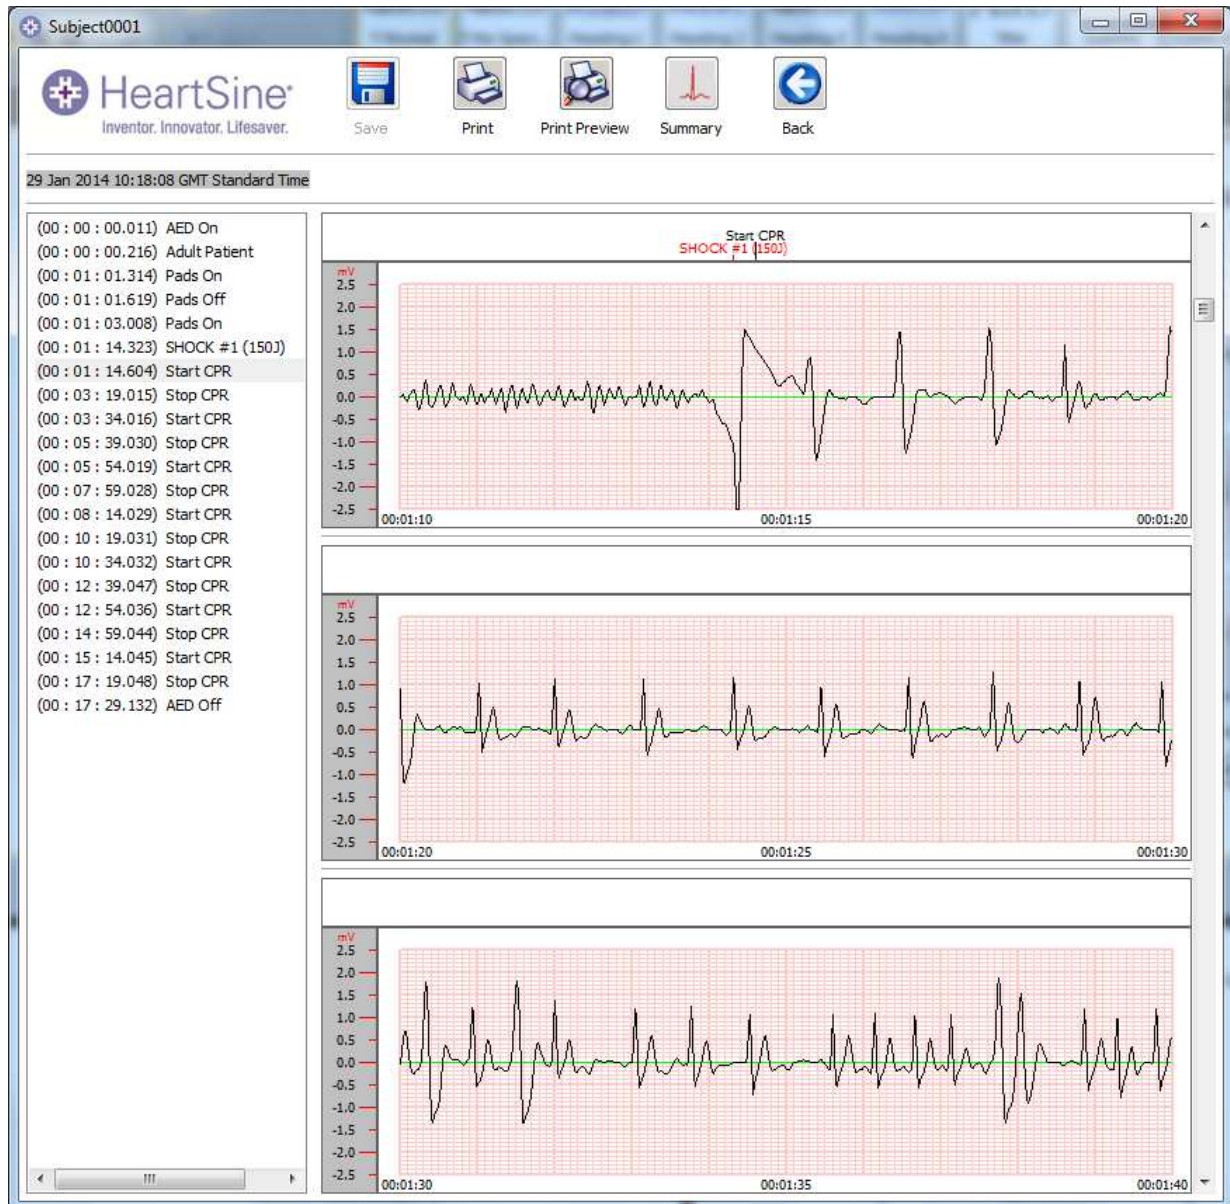 Subject0001
HeartSine
Inventor. Innovator. Lifesaver.
Save
Print
Print Preview
Summary
Back
29 Jan 2014 10:18:08 GMT Standard Time
(00 : 00 : 00.011) AED On
(00 : 00 : 00.216) Adult Patient
(00 : 01 : 01.314) Pads On
(00 : 01 : 01.619) Pads Off
(00 : 01 : 03.008) Pads On
(00 : 01 : 14.323) SHOCK #1 (150J)
(00 : 01 : 14.604) Start CPR
(00 : 03 : 19.015) Stop CPR
(00 : 03 : 34.016) Start CPR
(00 : 05 : 39.030) Stop CPR
(00 : 05 : 54.019) Start CPR
(00 : 07 : 59.028) Stop CPR
(00 : 08 : 14.029) Start CPR
(00 : 10 : 19.031) Stop CPR
(00 : 10 : 34.032) Start CPR
(00 : 12 : 39.047) Stop CPR
(00 : 12 : 54.036) Start CPR
(00 : 14 : 59.044) Stop CPR
(00 : 15 : 14.045) Start CPR
(00 : 17 : 19.048) Stop CPR
(00 : 17 : 29.132) AED Off
Start CPR
SHOCK #1 (150J)
mV
2.5
2.0
1.5
1.0
0.5
0.0
-0.5
-1.0
-1.5
-2.0
-2.5
00:01:10 00:01:15 00:01:20
mV
2.5
2.0
1.5
1.0
0.5
0.0
-0.5
-1.0
-1.5
-2.0
-2.5
00:01:20 00:01:25 00:01:30
mV
2.5
2.0
1.5
1.0
0.5
0.0
-0.5
-1.0
-1.5
-2.0
-2.5
00:01:30 00:01:35 00:01:40